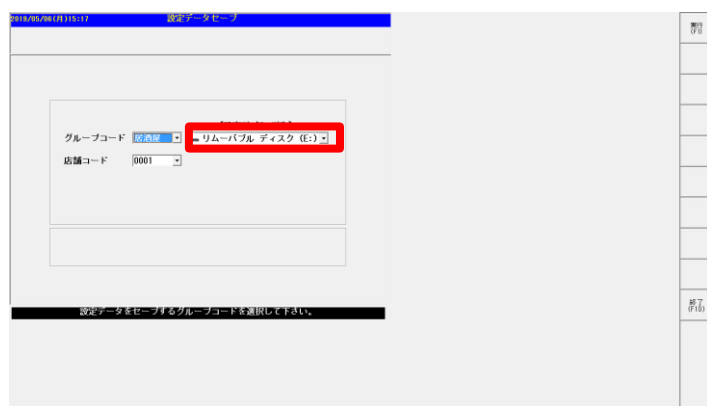 2019/05/06(月)15:17 設定データセーブ
実行
(F1)
グループコード 居酒屋 リムーバブル ディスク (E:)
店舗コード 0001
設定データをセーブするグループコードを選択して下さい。
終了
(F10)